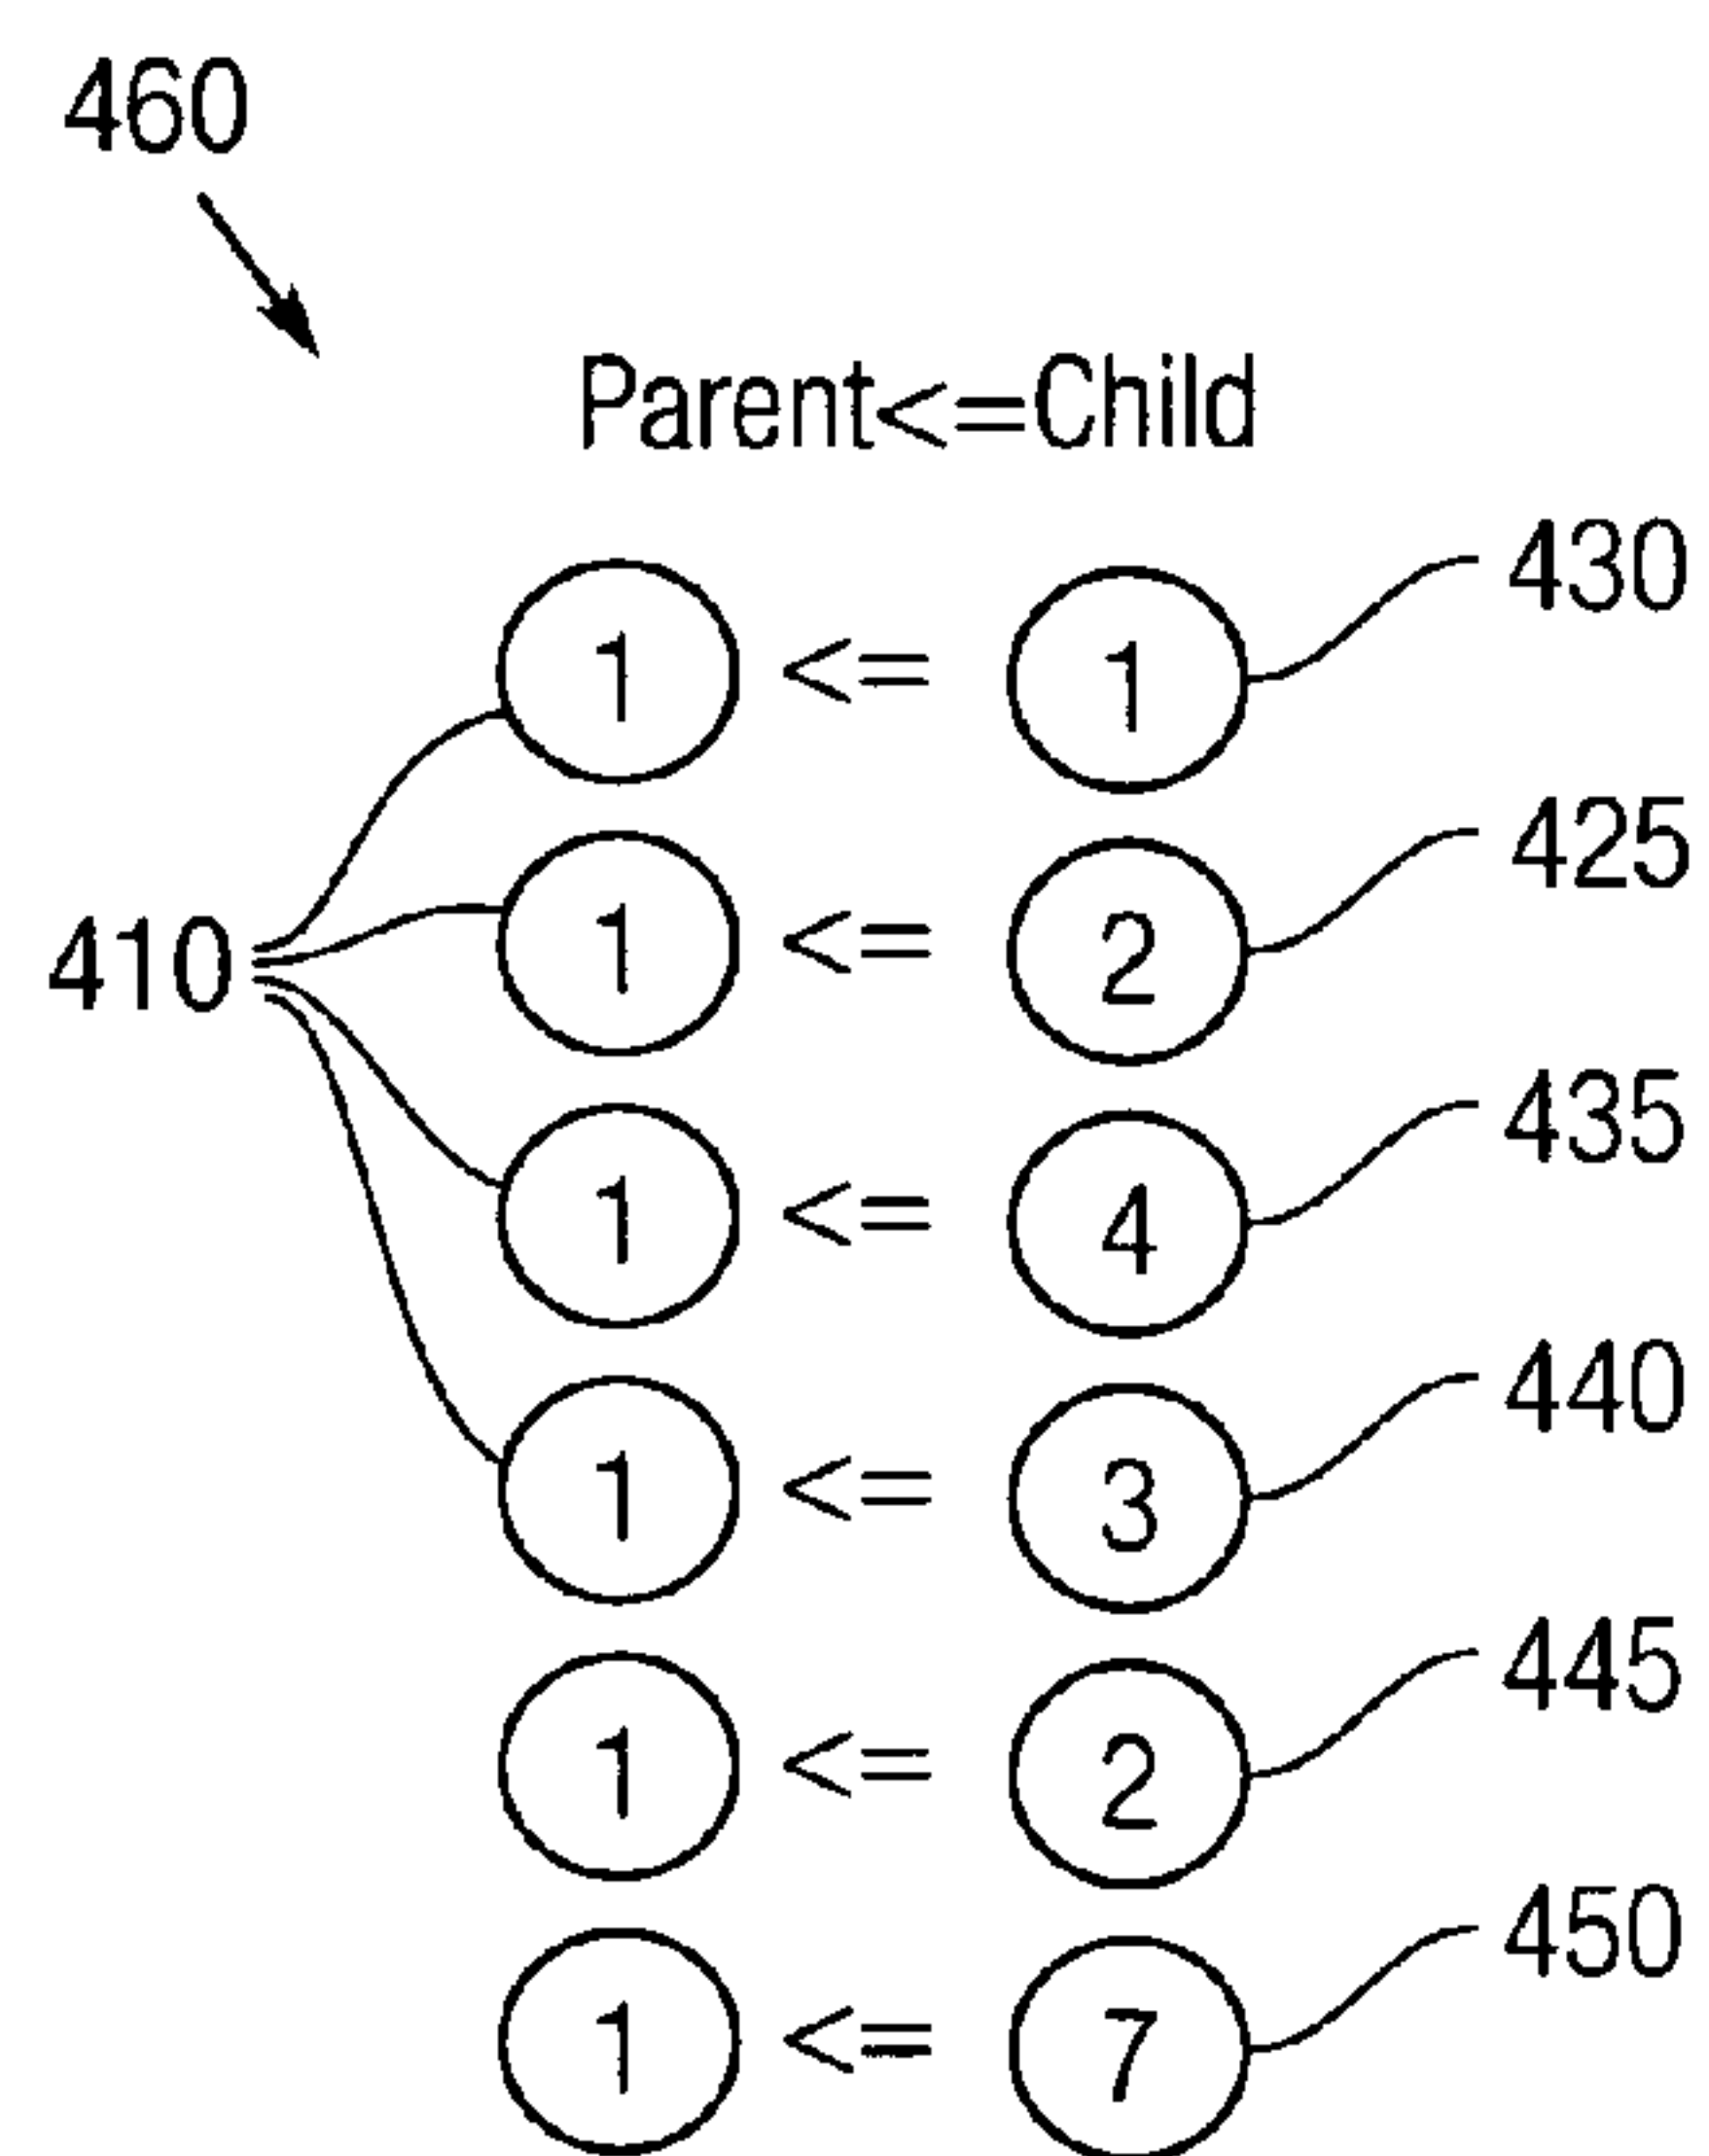 460
Parent<=Child
1 <= 1 430
1 <= 2 425
410
1 <= 4 435
1 <= 3 440
1 <= 2 445
1 <= 7 450